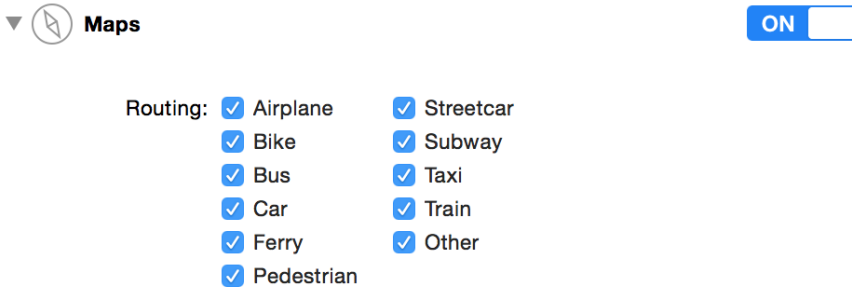 Maps
ON
Routing: Airplane Streetcar
Bike Subway
Bus Taxi
Car Train
Ferry Other
Pedestrian